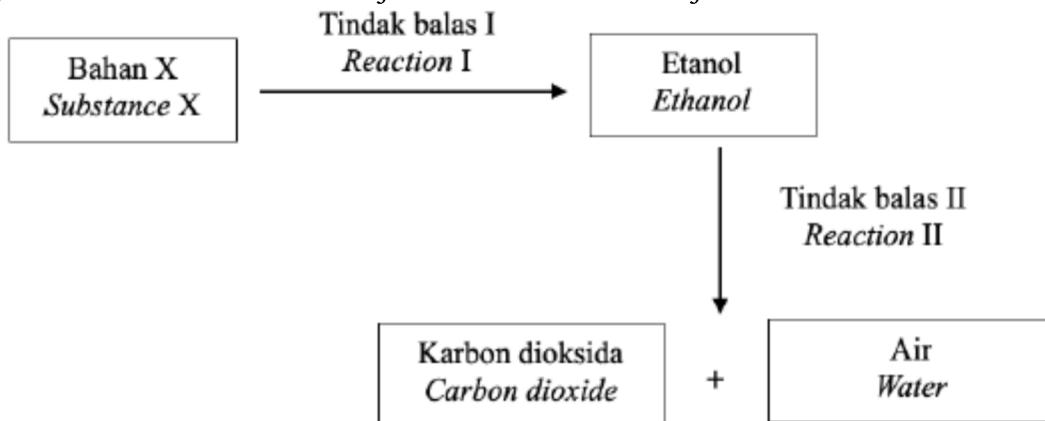 Tindak balas I
Reaction I
Bahan X
Substance X
Etanol
Ethanol
Tindak balas II
Reaction II
Karbon dioksida
Carbon dioxide
+
Air
Water